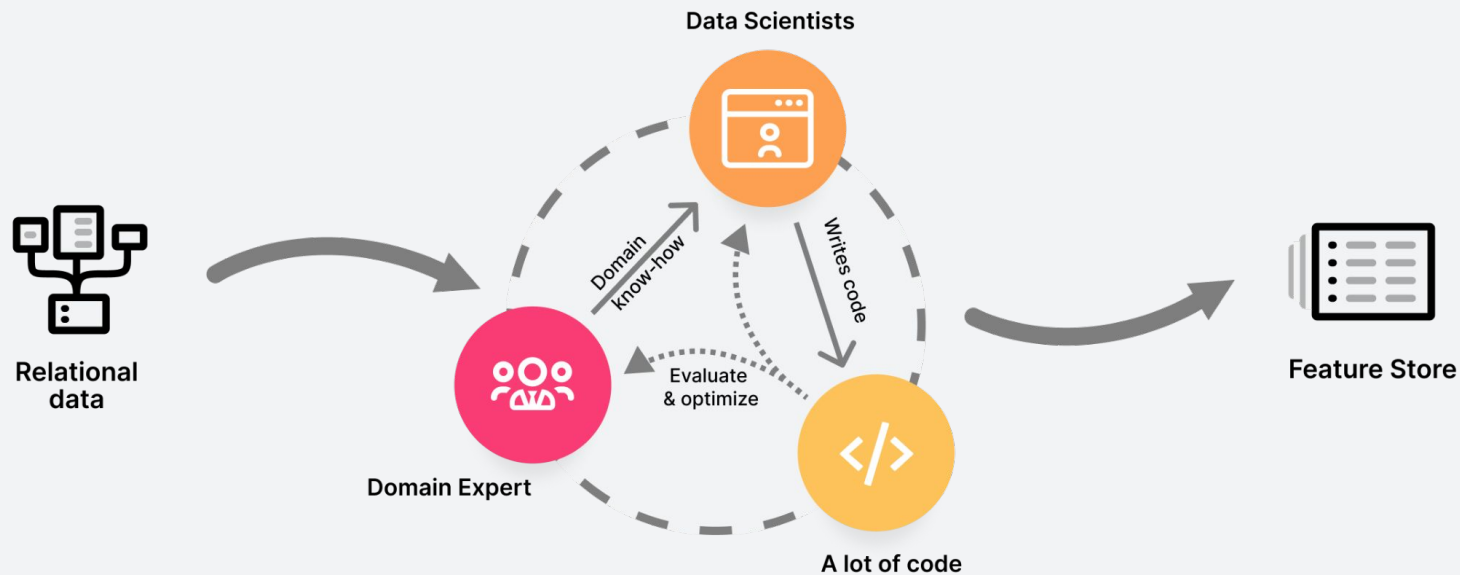 Data Scientists
Domain
know-how
Writes code
Relational
data
Evaluate
& optimize
Feature Store
Domain Expert
A lot of code